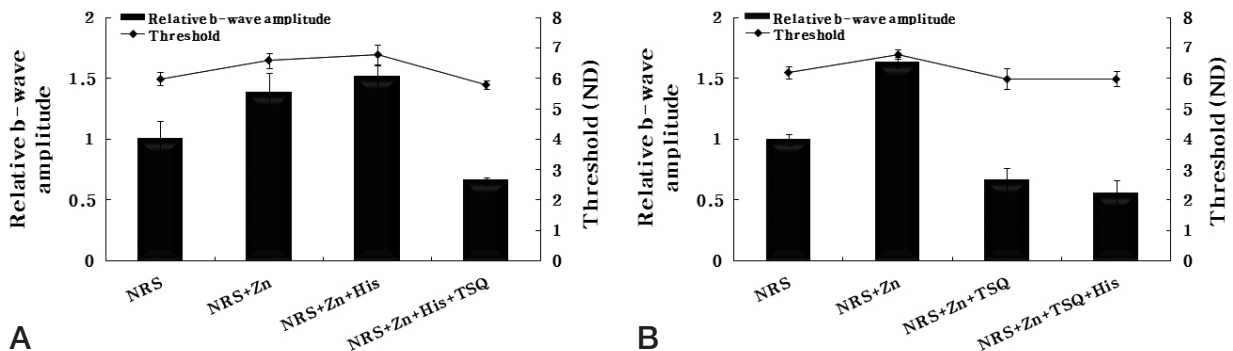 2
1.5
1
0.5
0
Relative b-wave
amplitude
Relative b-wave amplitude
Threshold
8
7
6
5
4
3
2
1
0
Threshold (ND)
NRS
NRS+Zn
NRS+Zn+His
NRS+Zn+His+TSQ
A
2
1.5
1
0.5
0
Relative b-wave
amplitude
Relative b-wave amplitude
Threshold
8
7
6
5
4
3
2
1
0
Threshold (ND)
NRS
NRS+Zn
NRS+Zn+TSQ
NRS+Zn+TSQ+His
B